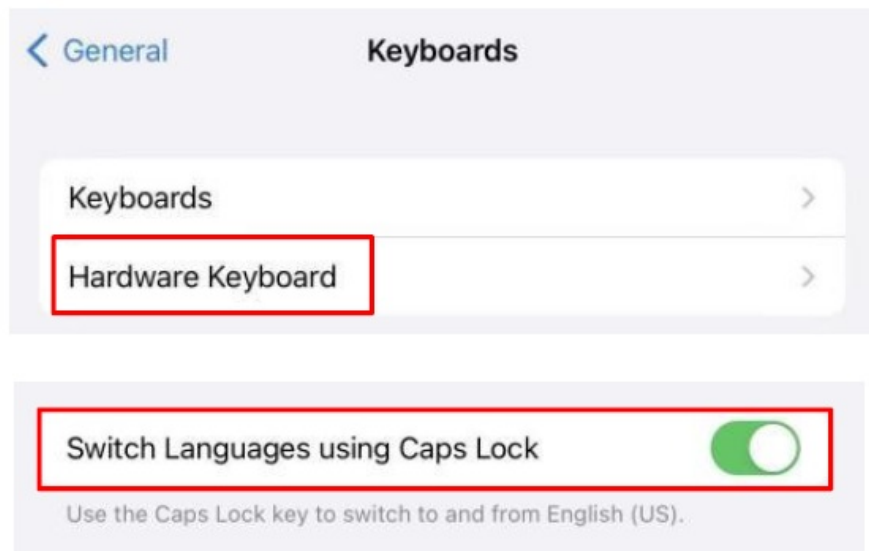 General
Keyboards
Keyboards
Hardware Keyboard
Switch Languages using Caps Lock
Use the Caps Lock key to switch to and from English (US).